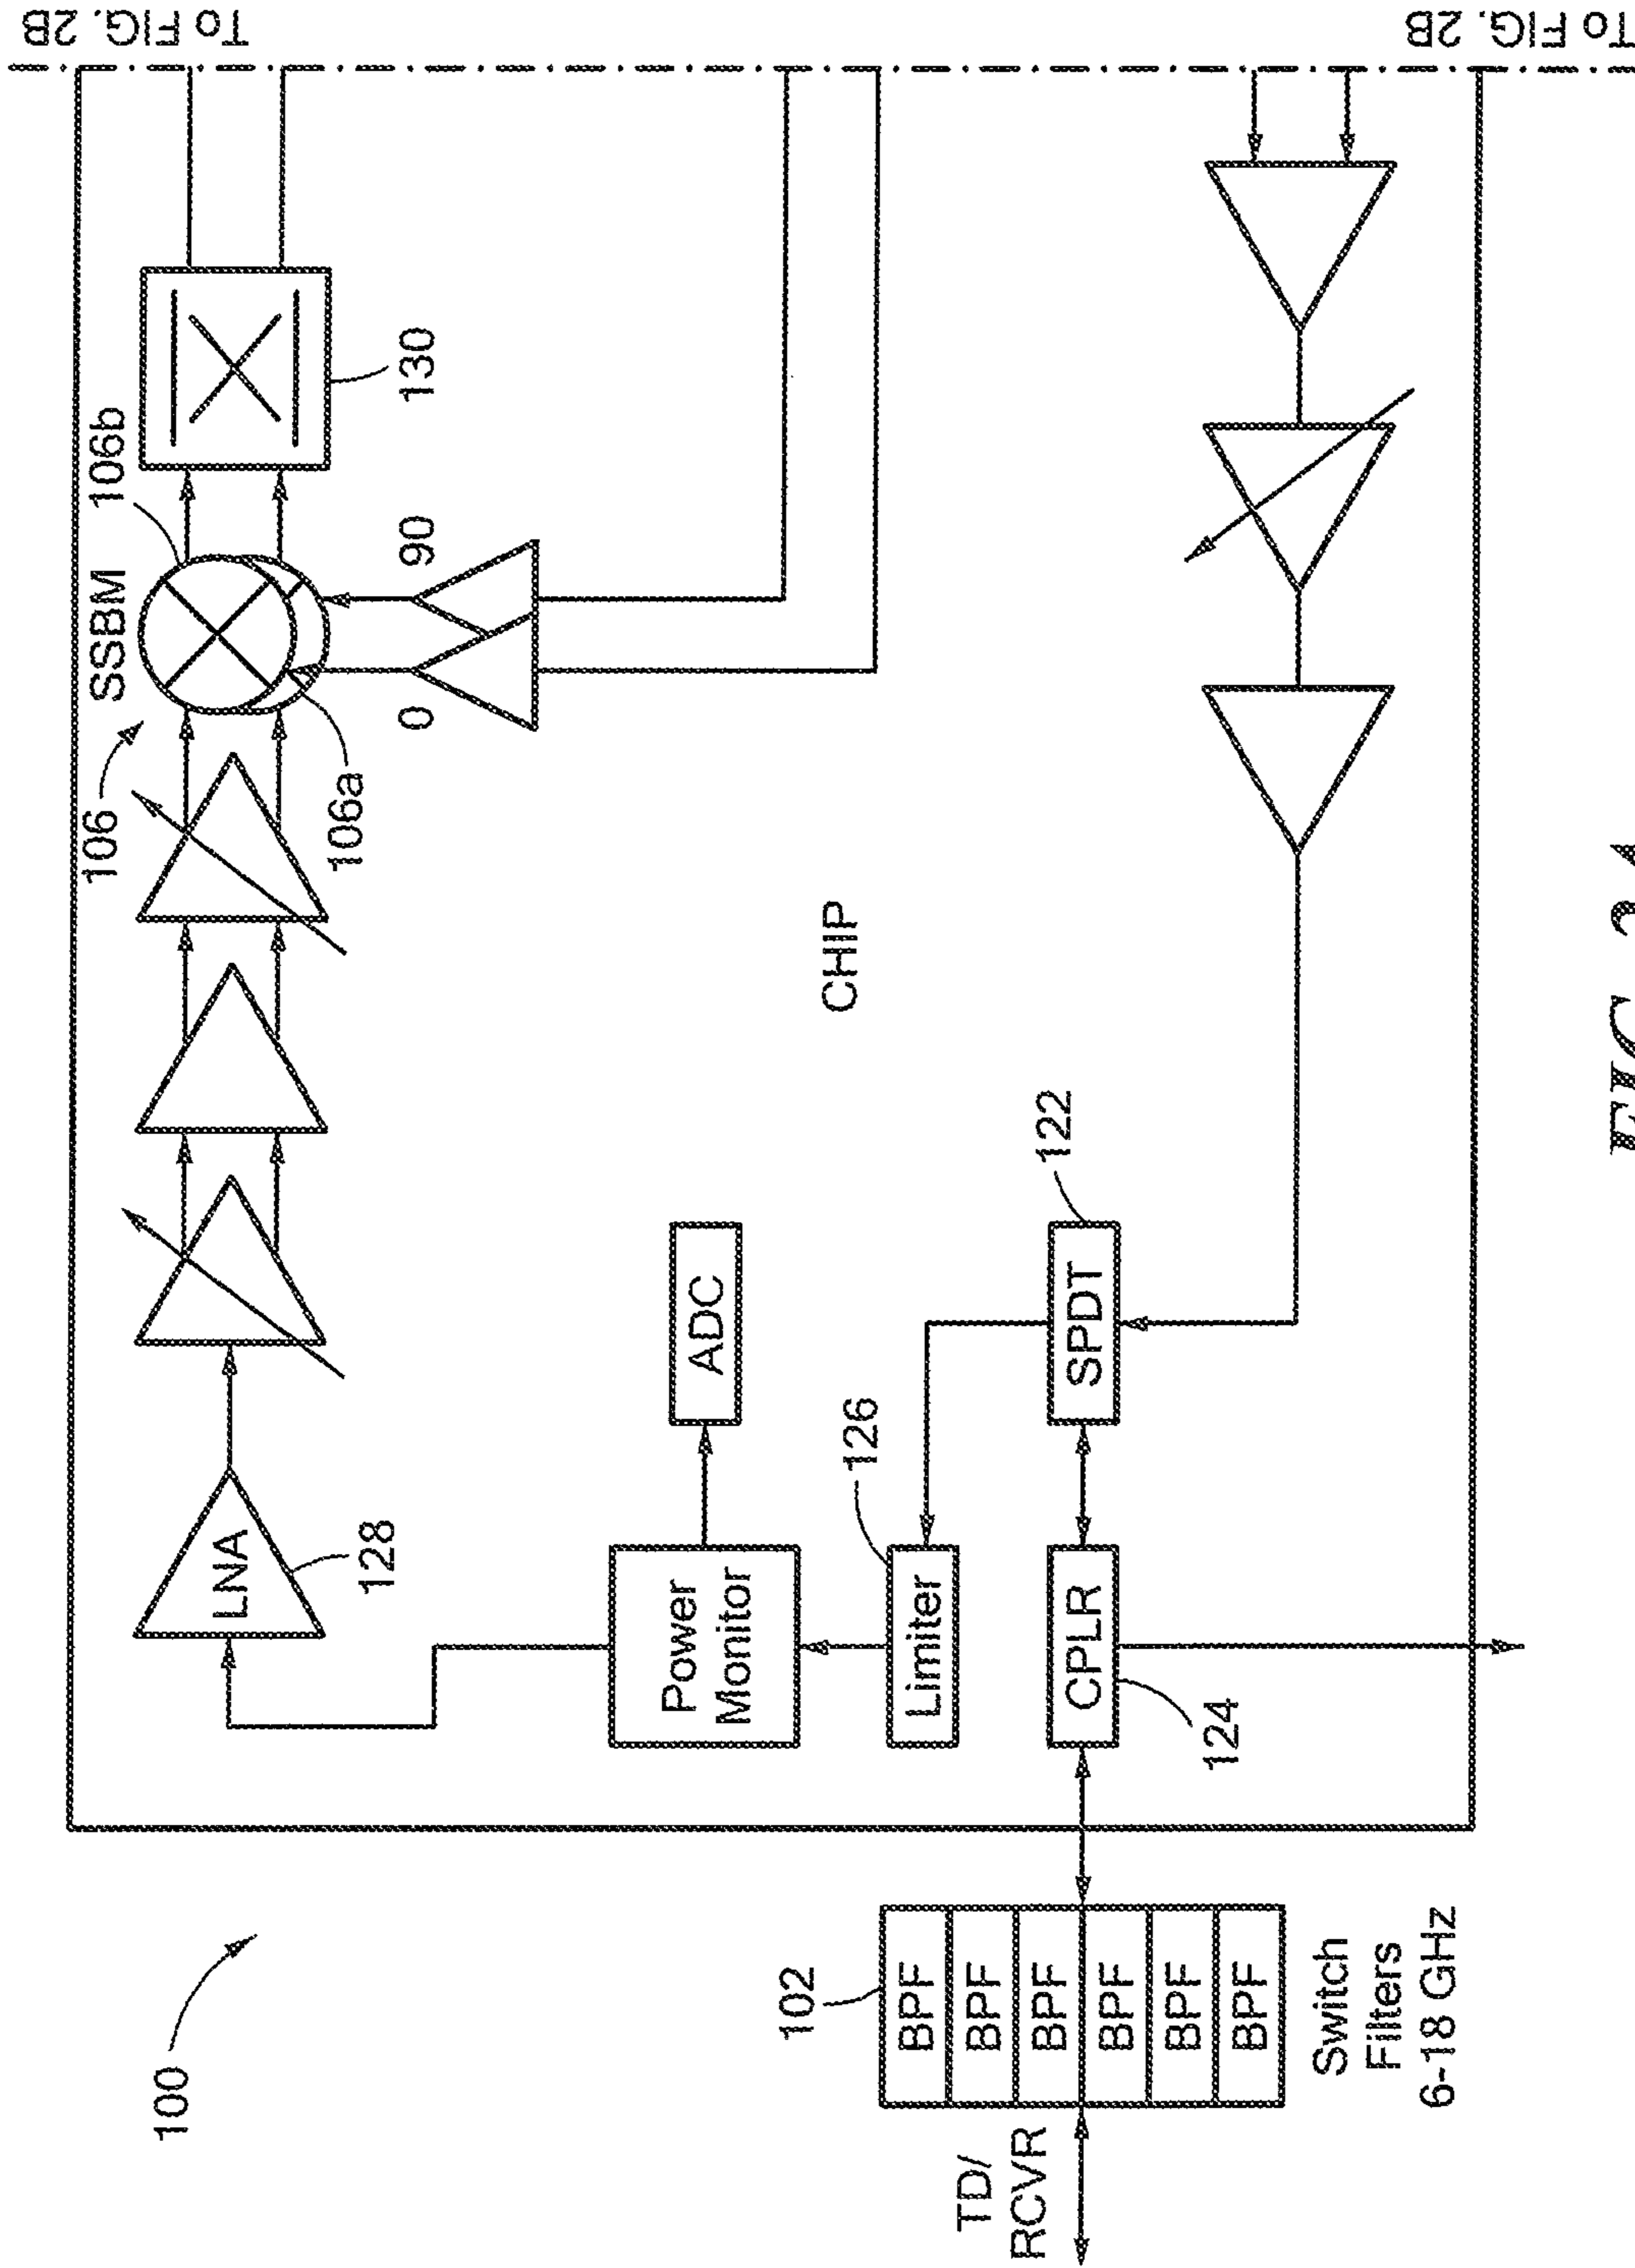 100
TD/
RCVR
102
BPF
BPF
BPF
BPF
BPF
BPF
Switch
Filters
6-18 GHz
LNA
128
Power
Monitor
ADC
Limiter
126
CPLR
124
SPDT
122
CHIP
106
SSBM
106b
106a
0
90
130
To FIG. 2B
To FIG. 2B